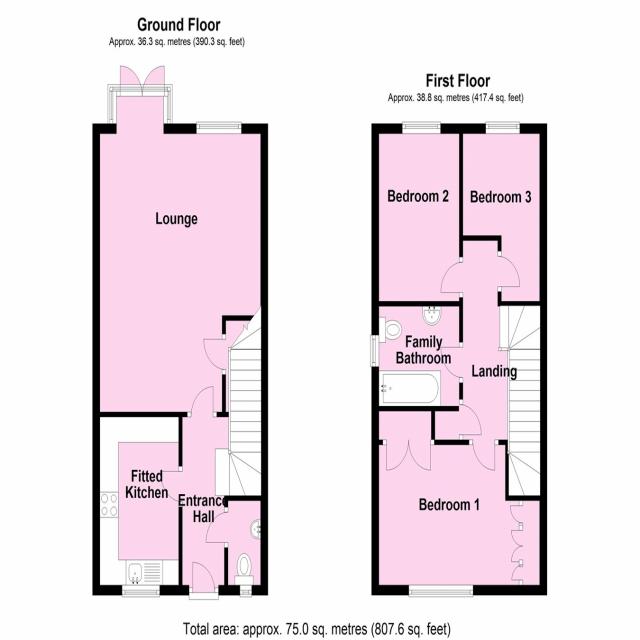 Ground Floor
Approx. 36.3 sq. metres (390.3 sq. feet)
First Floor
Approx. 38.8 sq. metres (417.4 sq. feet)
Lounge
Bedroom 2
Bedroom 3
Family
Bathroom
Landing
Fitted
Kitchen
Entrance
Hall
Bedroom 1
Total area: approx. 75.0 sq. metres (807.6 sq. feet)